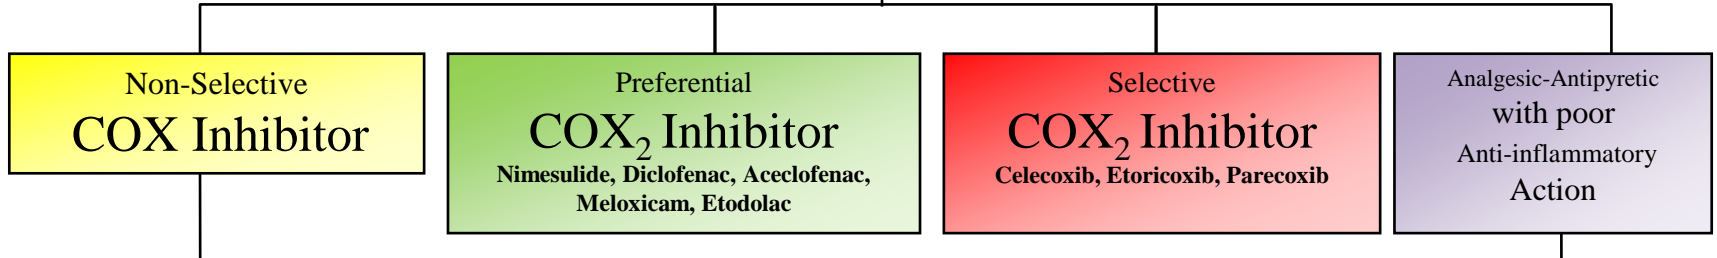 Non-Selective
COX Inhibitor
Preferential
COX₂ Inhibitor
Nimesulide, Diclofenac, Aceclofenac,
Meloxicam, Etodolac
Selective
COX₂ Inhibitor
Celecoxib, Etoricoxib, Parecoxib
Analgesic-Antipyretic
with poor
Anti-inflammatory
Action